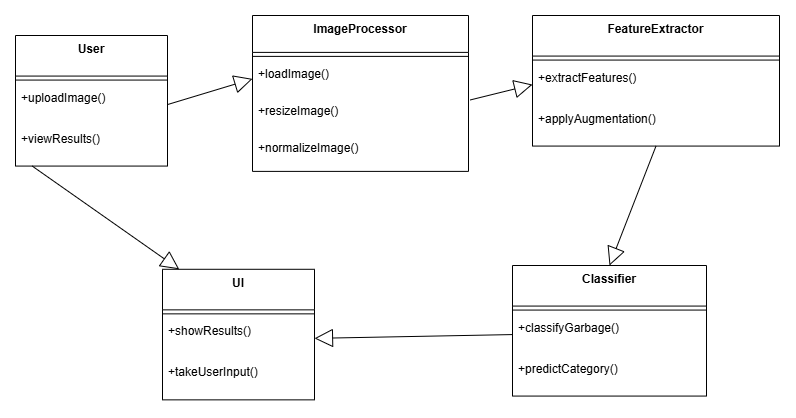 User
+uploadImage()
+viewResults()
ImageProcessor
+loadImage()
+resizeImage()
+normalizeImage()
FeatureExtractor
+extractFeatures()
+applyAugmentation()
UI
+showResults()
+takeUserInput()
Classifier
+classifyGarbage()
+predictCategory()